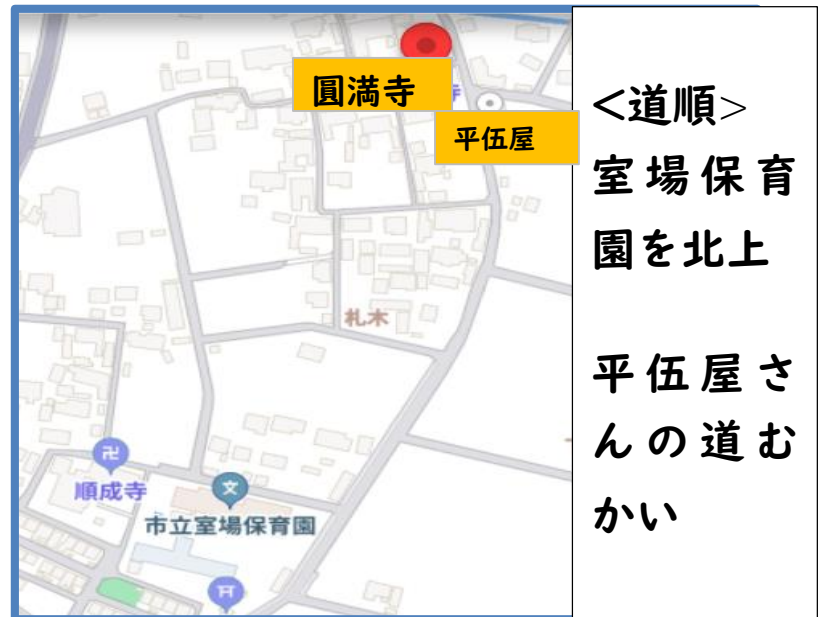 圓満寺
寺
平伍屋
札木
順成寺
市立室場保育園
<道順>
室場保育
園を北上
平伍屋さ
んの道む
かい